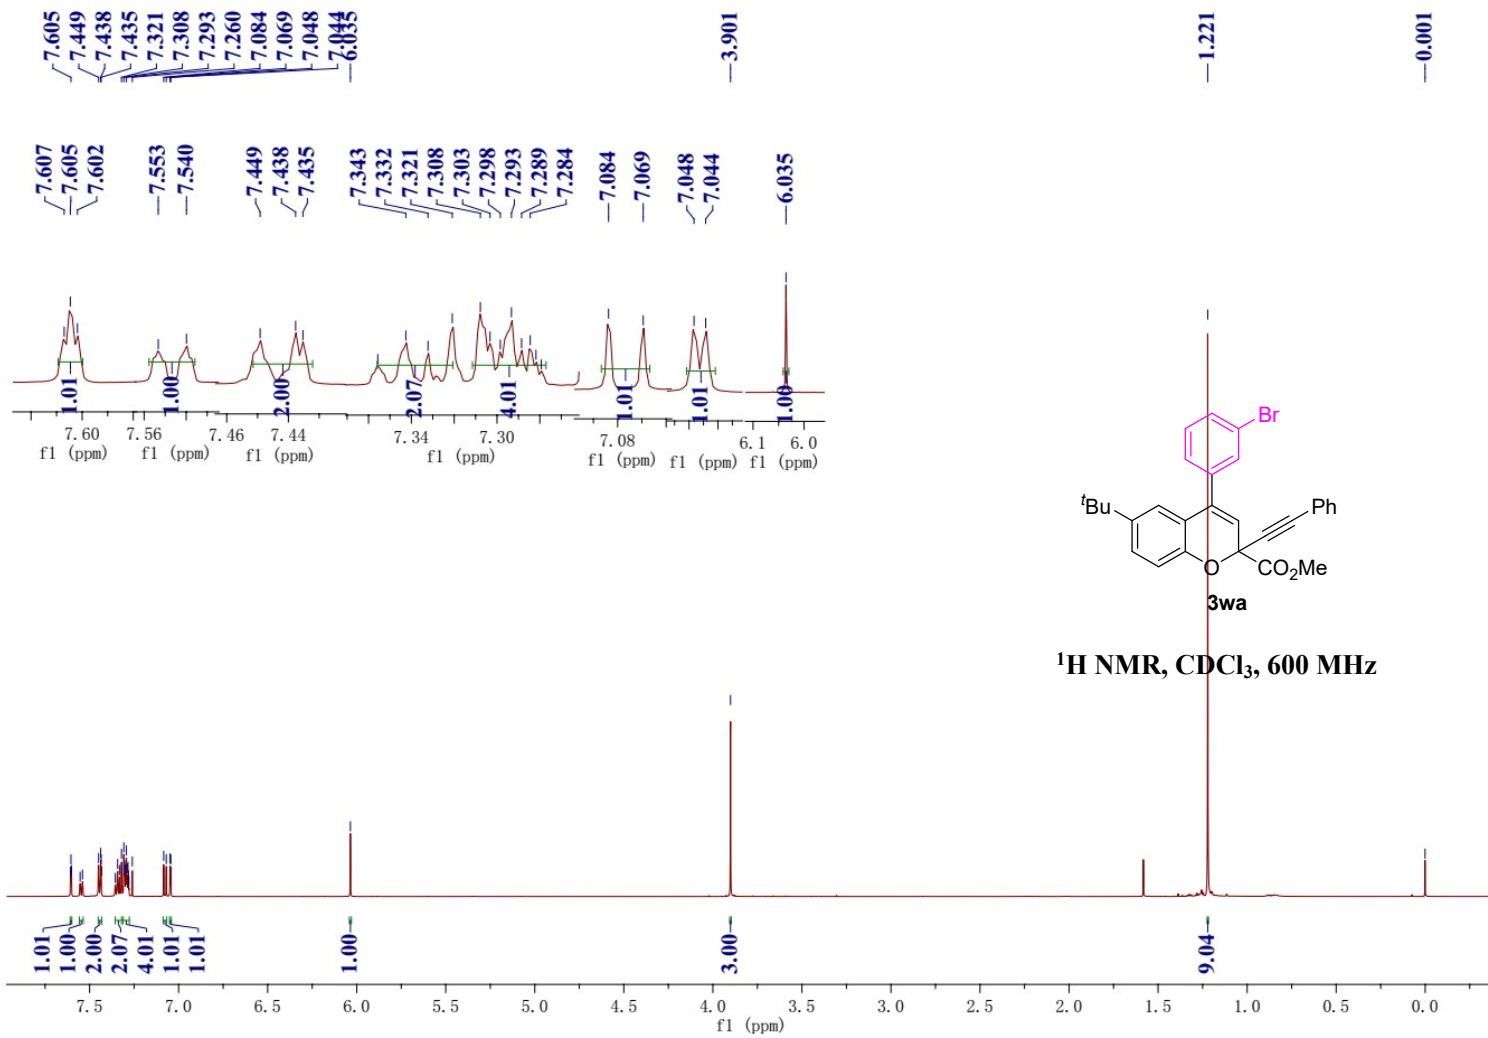 7.605 7.449 7.438 7.435 7.321 7.308 7.293 7.260 7.084 7.069 7.048 7.044 6.035 3.901 1.221 0.001
7.607 7.605 7.602 7.553 7.540 7.449 7.438 7.435 7.343 7.332 7.321 7.308 7.303 7.298 7.293 7.289 7.284 7.084 7.069 7.048 7.044 6.035
1.01 1.00 2.00 2.07 4.01 1.01 1.01 1.00
7.60 7.56 7.46 7.44 7.34 7.30 7.08 6.1 6.0
f1 (ppm) f1 (ppm) f1 (ppm) f1 (ppm) f1 (ppm) f1 (ppm) f1 (ppm)
Br
tBu
Ph
O
CO2Me
3wa
1H NMR, CDCl3, 600 MHz
1.01 1.00 2.00 2.07 4.01 1.01 1.01 1.00 3.00 9.04
7.5 7.0 6.5 6.0 5.5 5.0 4.5 4.0 3.5 3.0 2.5 2.0 1.5 1.0 0.5 0.0
f1 (ppm)